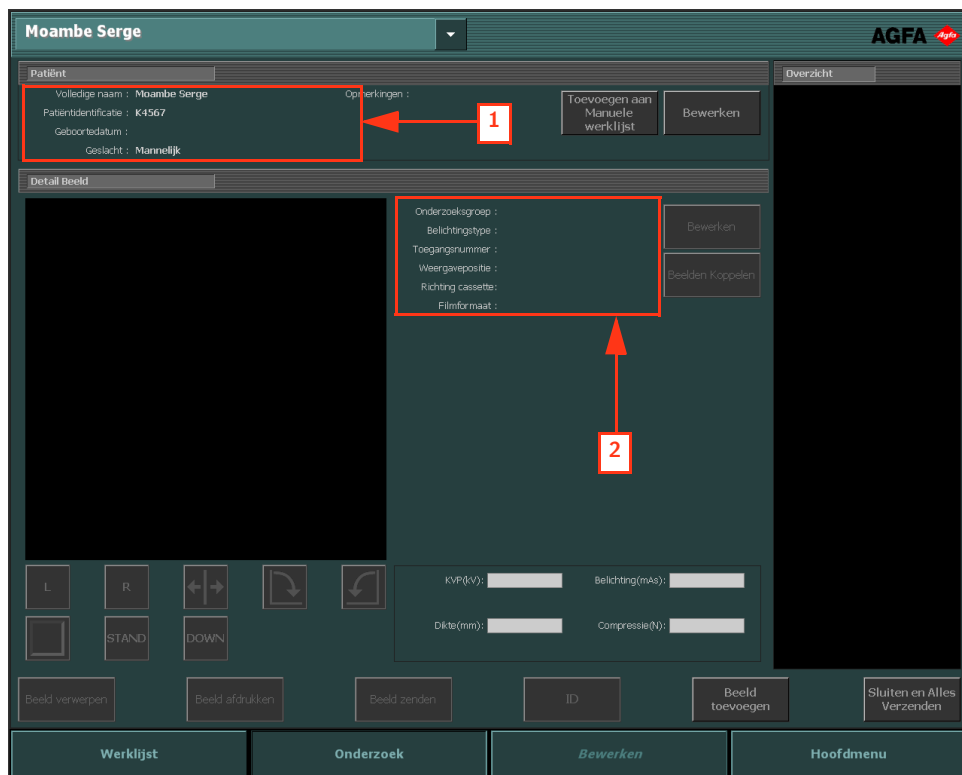 Moambe Serge
AGFA Agfa
Patiënt
Overzicht
Volledige naam : Moambe Serge
Patiëntidentificatie : K4567
Geboortedatum :
Geslacht : Mannelijk
Opmerkingen :
1
Toevoegen aan
Manuele
werklijst
Bewerken
Detail Beeld
Onderzoeksgroep :
Belichtingstype :
Toegangsnummer :
Weergavepositie :
Richting cassette:
Filmformaat :
Bewerken
Beelden Koppelen
2
L
R
STAND
DOWN
KVP(kV):
Belichting(mAs):
Dikte(mm):
Compressie(N):
Beeld verwerpen
Beeld afdrukken
Beeld zenden
ID
Beeld
toevoegen
Sluiten en Alles
Verzenden
Werklijst
Onderzoek
Bewerken
Hoofdmenu